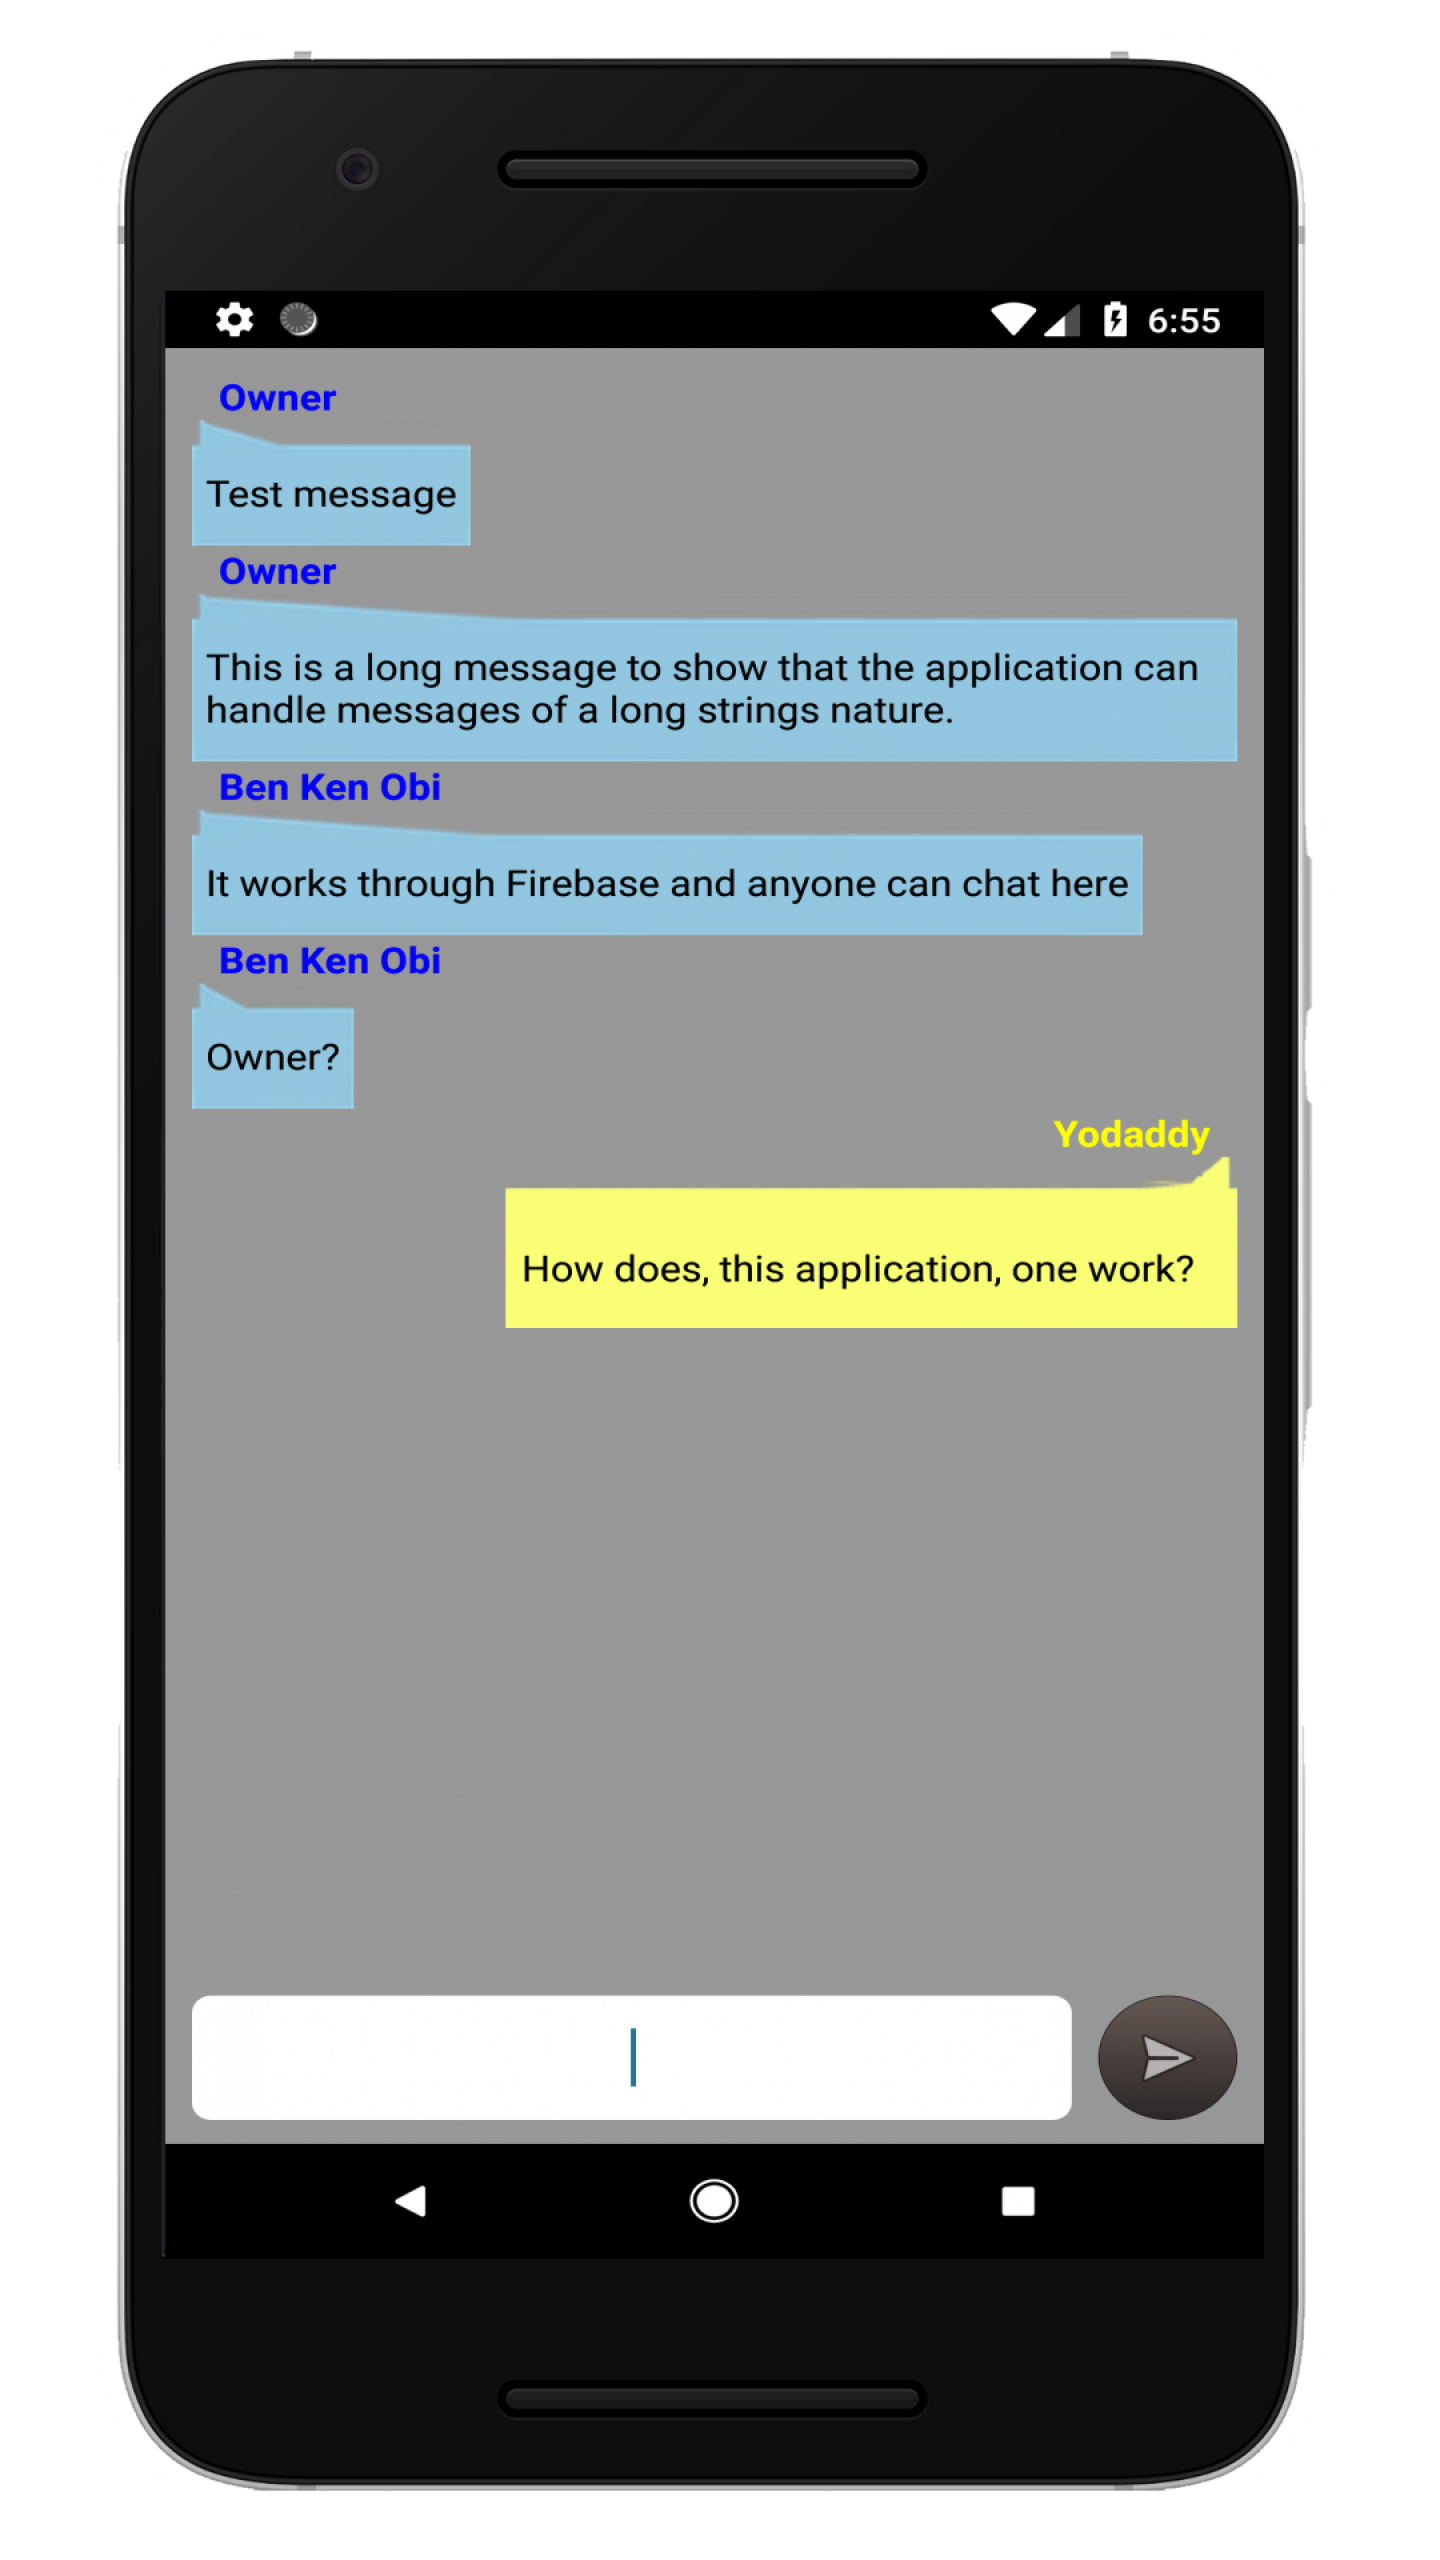 6:55
Owner
Test message
Owner
This is a long message to show that the application can
handle messages of a long strings nature.
Ben Ken Obi
It works through Firebase and anyone can chat here
Ben Ken Obi
Owner?
Yodaddy
How does, this application, one work?